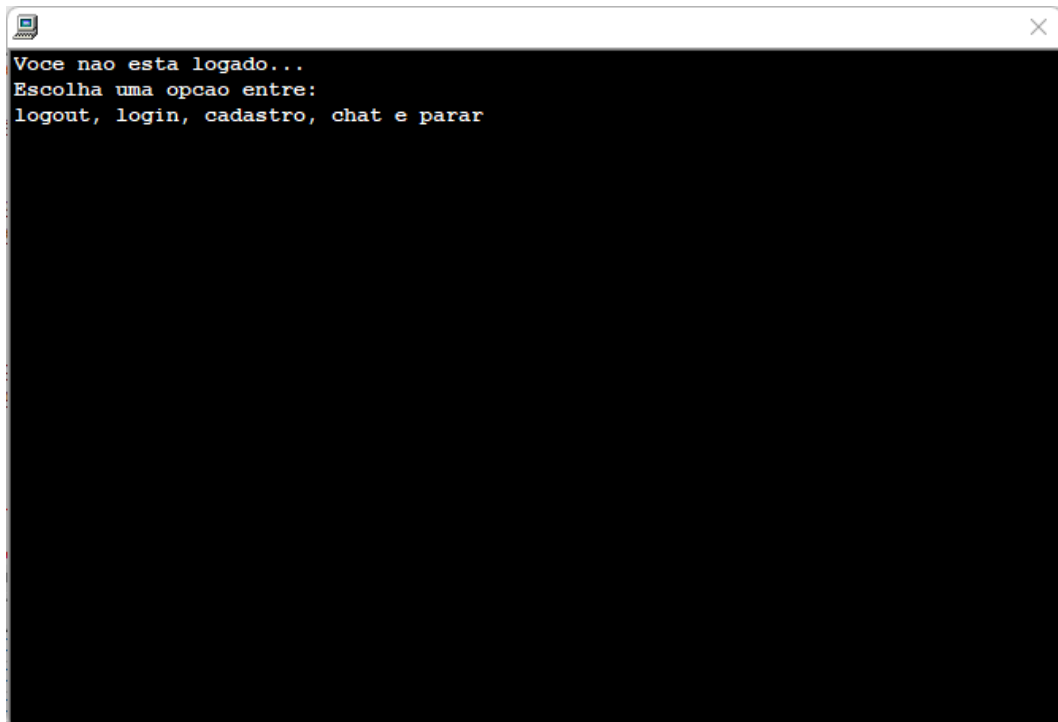 Voce nao esta logado...
Escolha uma opcao entre:
logout, login, cadastro, chat e parar